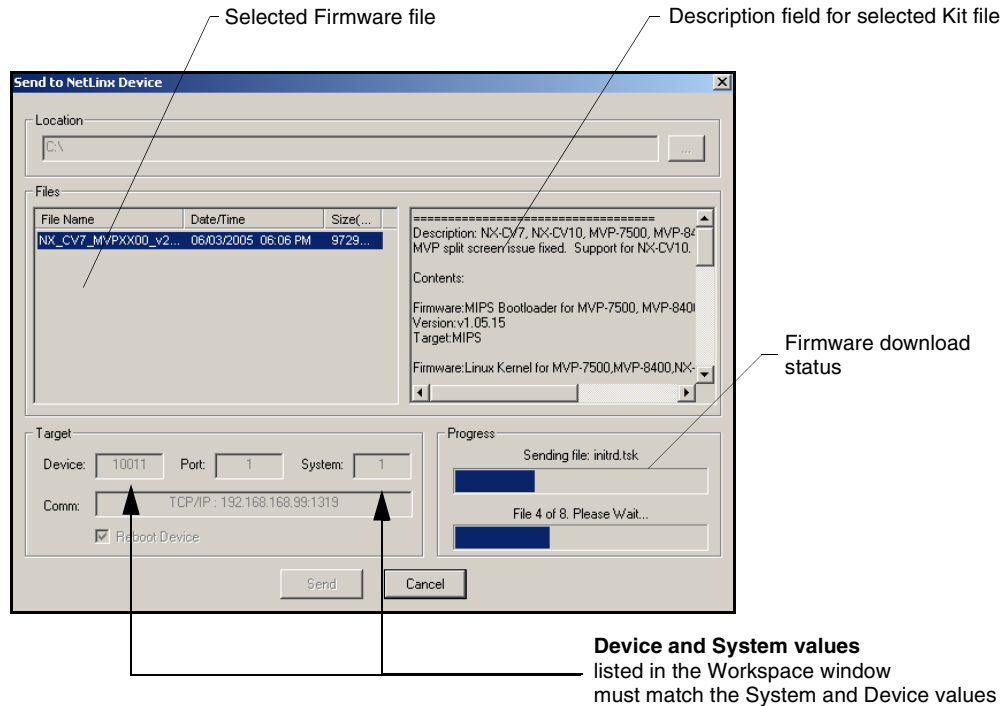 Selected Firmware file
Description field for selected Kit file
Send to NetLinx Device
Location
C:\
...
Files
File Name Date/Time Size(...
NX_CV7_MVPXX00_v2... 06/03/2005 06:06 PM 9729...
===================================
Description: NX-CV7, NX-CV10, MVP-7500, MVP-84
MVP split screen issue fixed. Support for NX-CV10.
Contents:
Firmware:MIPS Bootloader for MVP-7500, MVP-840
Version:v1.05.15
Target:MIPS
Firmware:Linux Kernel for MVP-7500,MVP-8400,NX-
Firmware download
status
Target
Device: 10011 Port: 1 System: 1
Comm: TCP/IP : 192.168.168.99:1319
Reboot Device
Progress
Sending file: initrd.tsk
File 4 of 8. Please Wait...
Send Cancel
Device and System values
listed in the Workspace window
must match the System and Device values